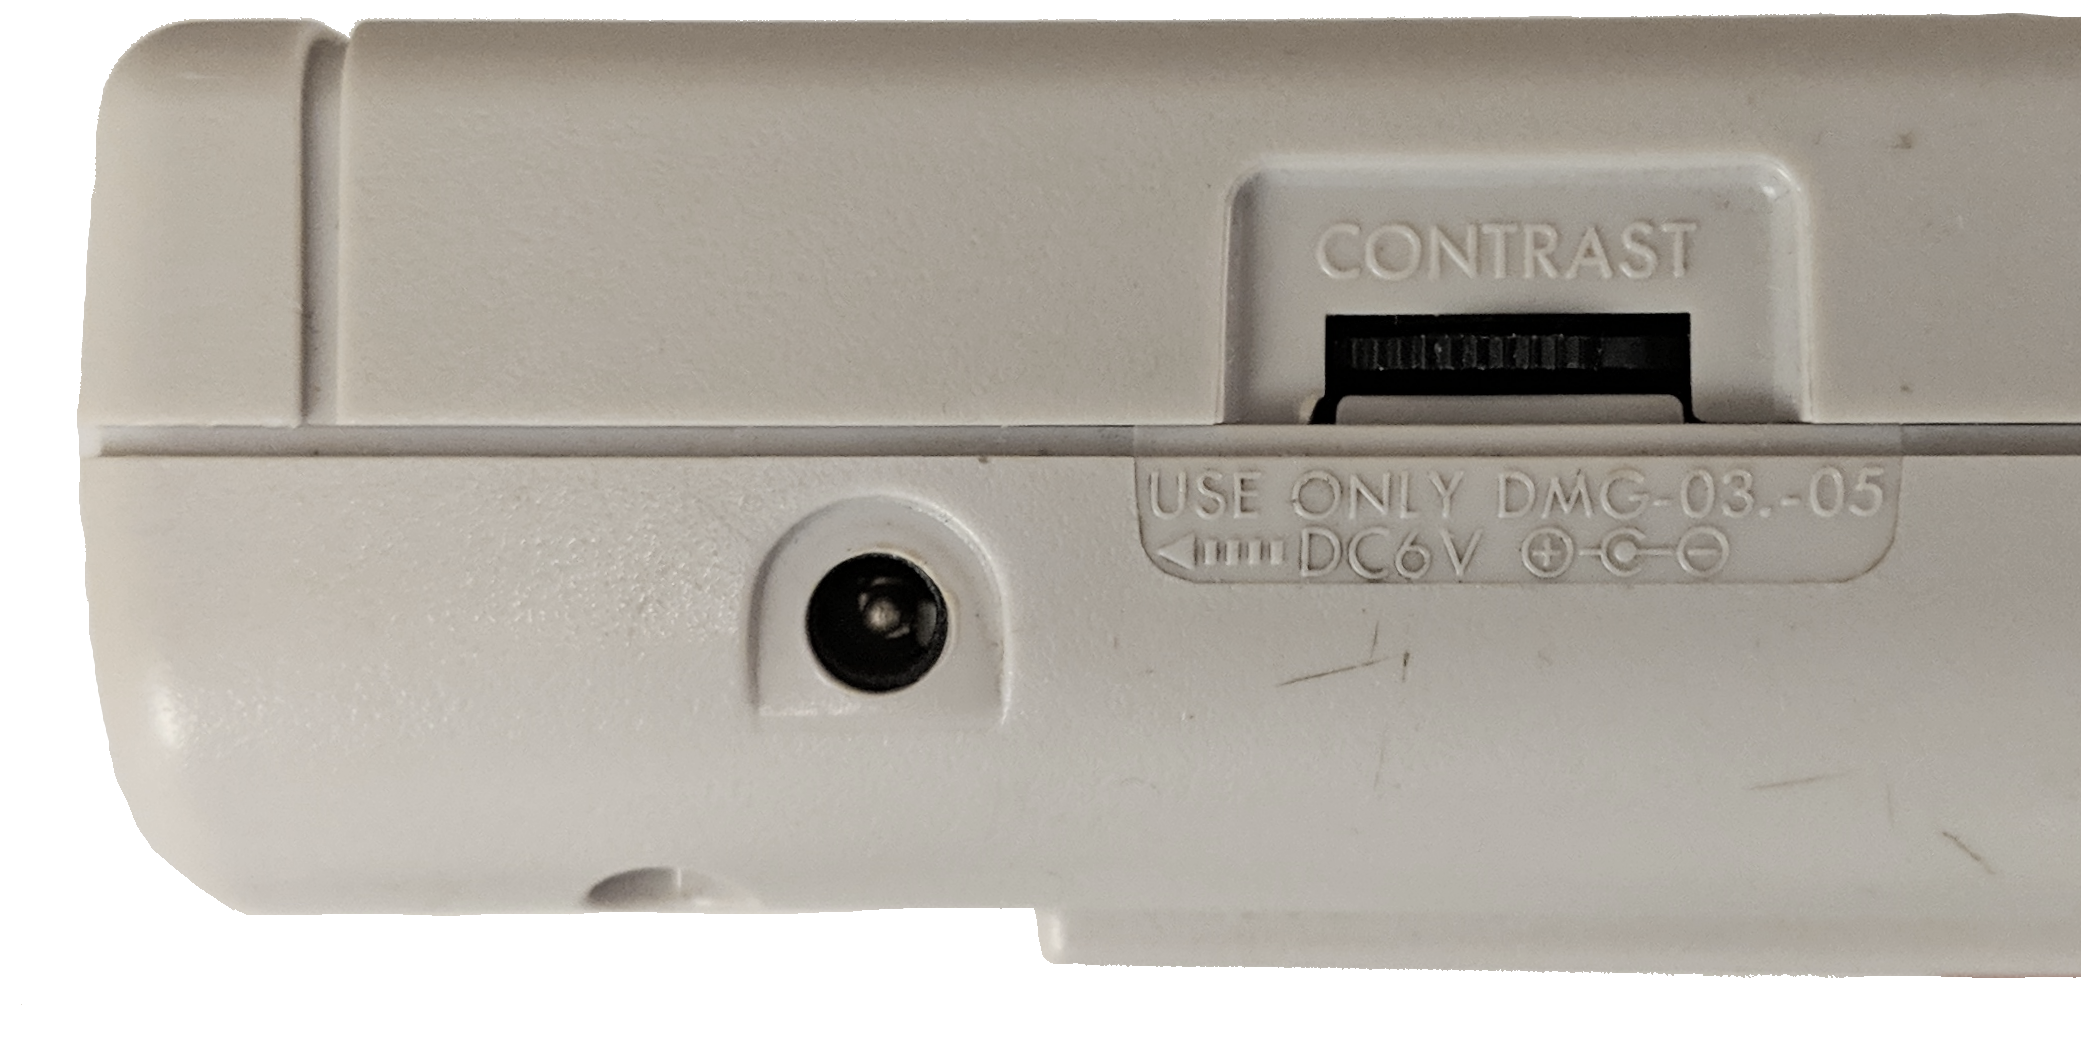 CONTRAST
USE ONLY DMG-03.-05
DC6V